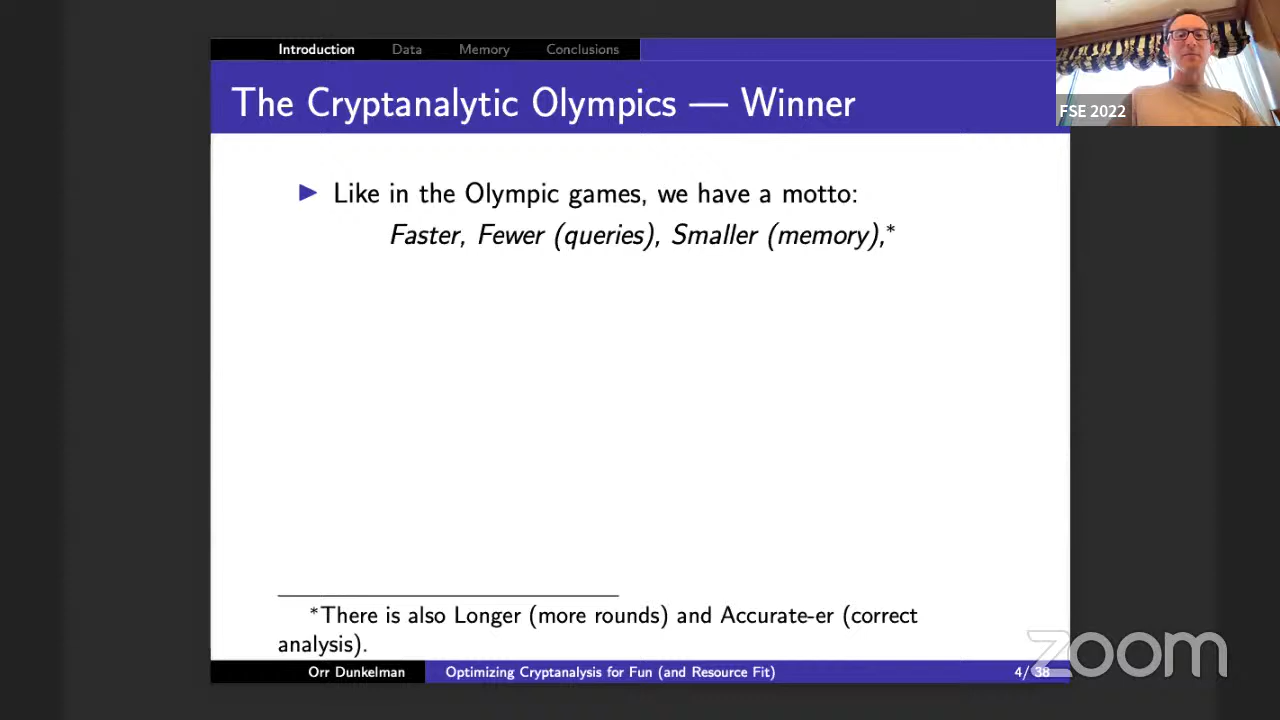 Introduction Data Memory Conclusions
The Cryptanalytic Olympics — Winner
FSE 2022
▶ Like in the Olympic games, we have a motto:
Faster, Fewer (queries), Smaller (memory),*
*There is also Longer (more rounds) and Accurate-er (correct
analysis).
Orr Dunkelman Optimizing Cryptanalysis for Fun (and Resource Fit) 4/ 38
zoom